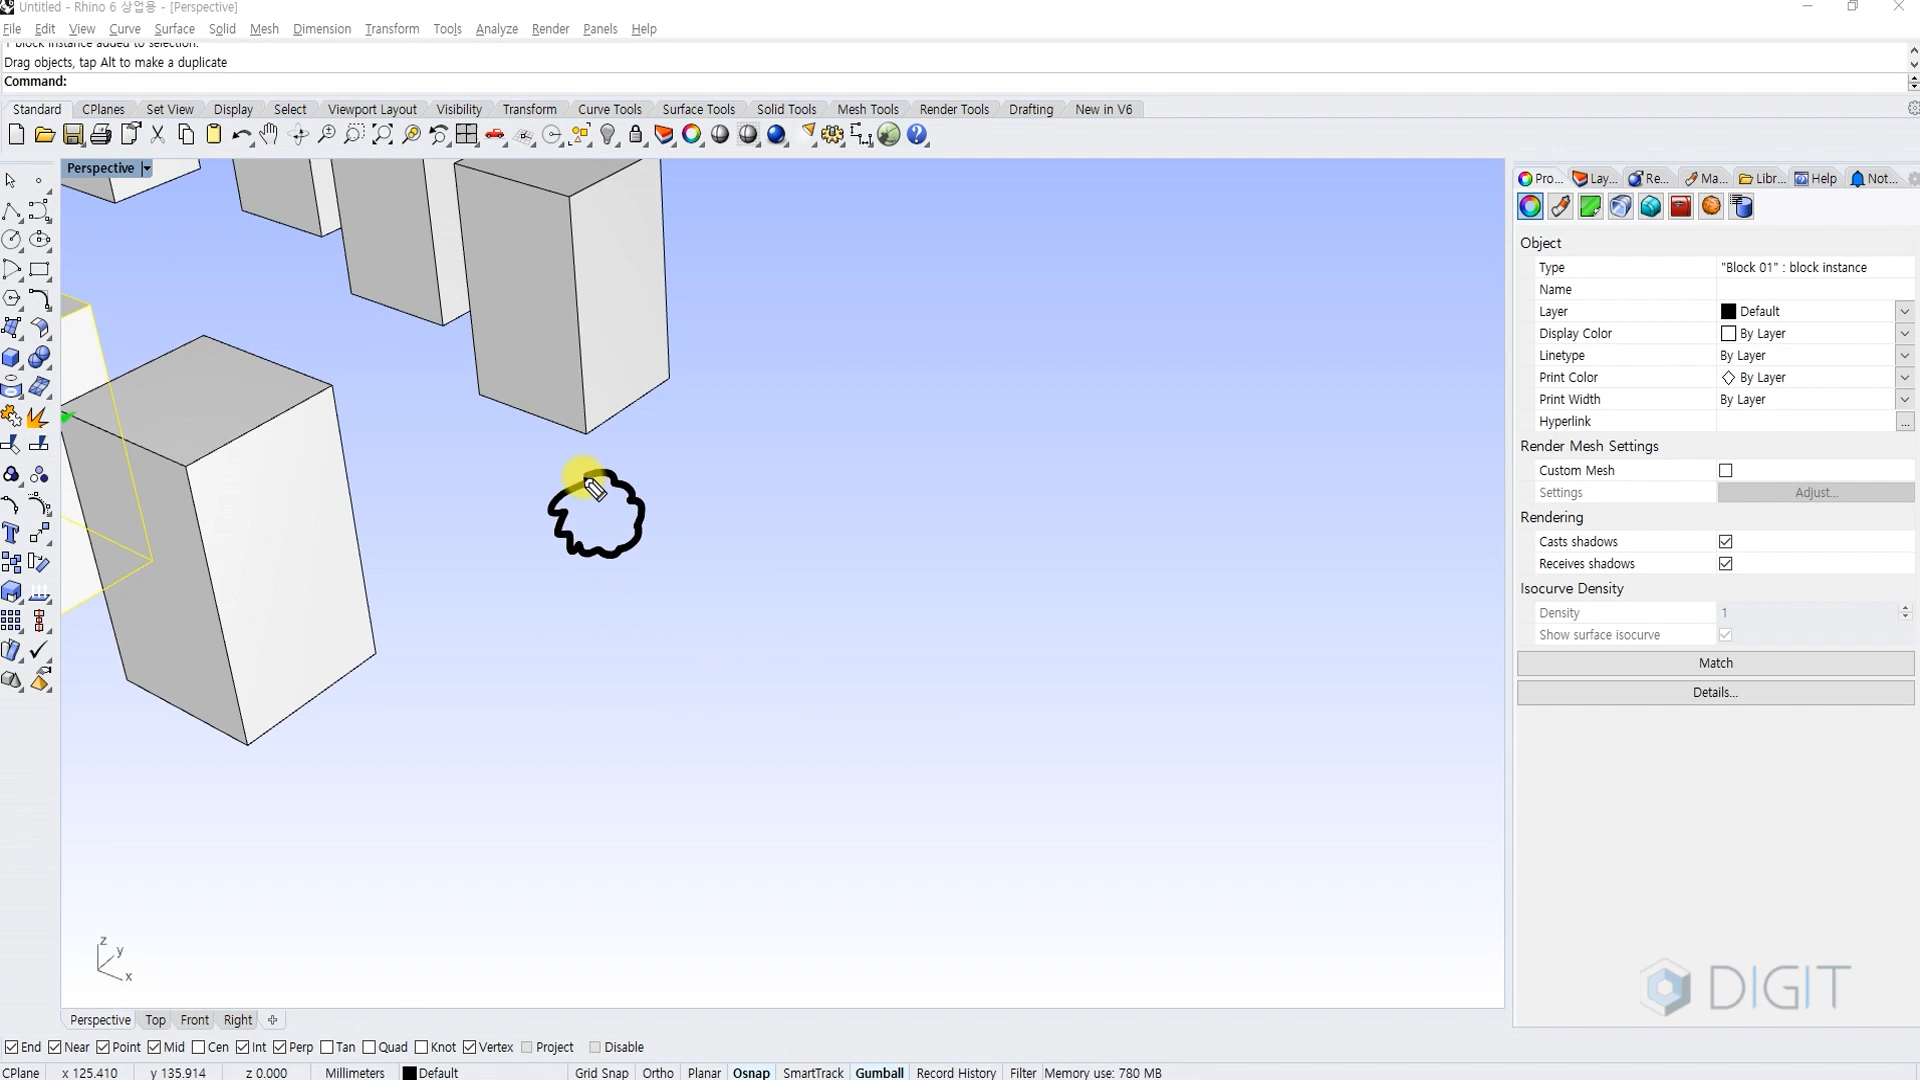 Untitled - Rhino 6 상업용 - [Perspective]
File Edit View Curve Surface Solid Mesh Dimension Transform Tools Analyze Render Panels Help
1 block instance added to selection.
Drag objects, tap Alt to make a duplicate
Command:
Standard CPlanes Set View Display Select Viewport Layout Visibility Transform Curve Tools Surface Tools Solid Tools Mesh Tools Render Tools Drafting New in V6
Perspective
Pro... Lay... Re... Ma... Libr... Help Not...
Object
Type "Block 01" : block instance
Name
Layer Default
Display Color By Layer
Linetype By Layer
Print Color By Layer
Print Width By Layer
Hyperlink ...
Render Mesh Settings
Custom Mesh
Settings Adjust...
Rendering
Casts shadows
Receives shadows
Isocurve Density
Density 1
Show surface isocurve
Match
Details...
z
y
x
DIGIT
Perspective Top Front Right
End Near Point Mid Cen Int Perp Tan Quad Knot Vertex Project Disable
CPlane x 125.410 y 135.914 z 0.000 Millimeters Default Grid Snap Ortho Planar Osnap SmartTrack Gumball Record History Filter Memory use: 780 MB